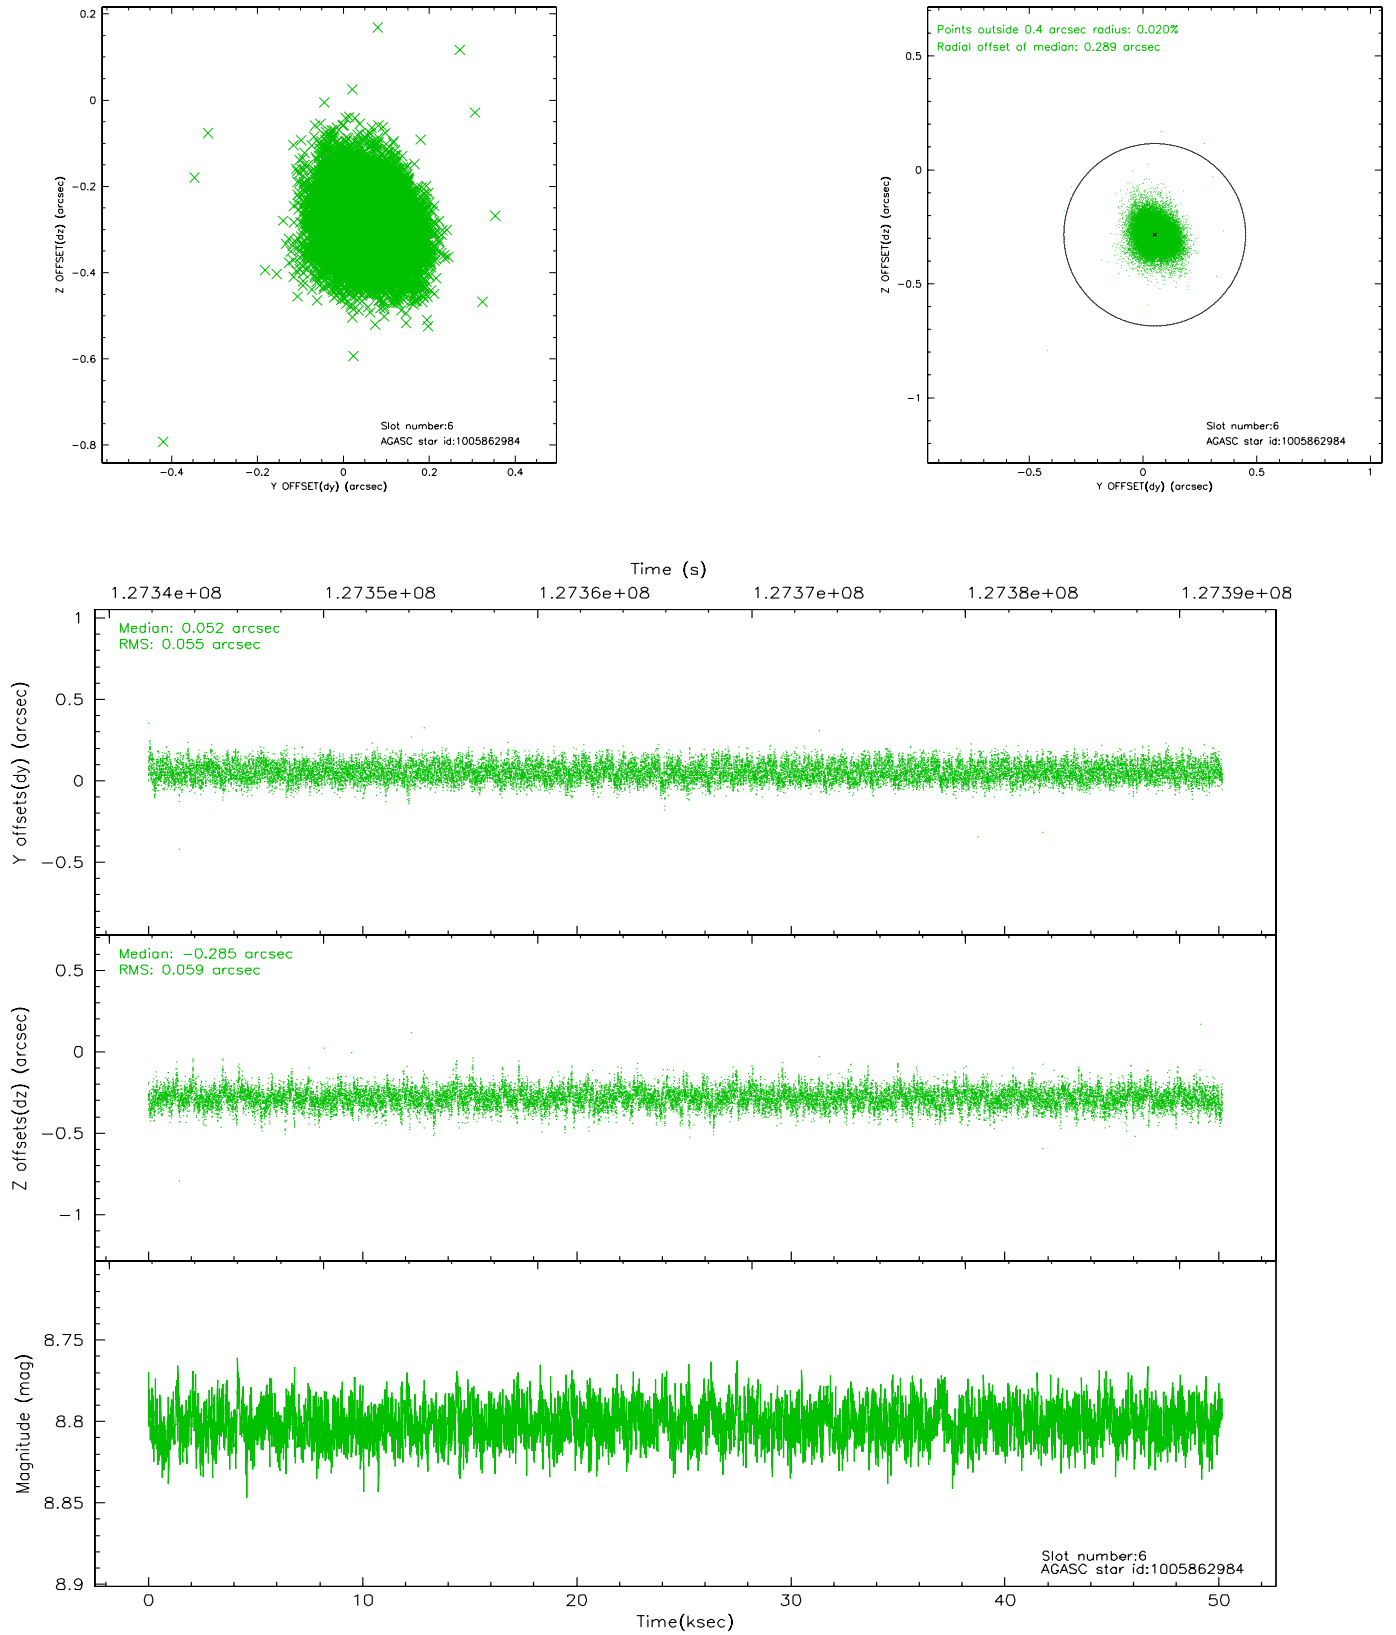 0.2
0
−0.2
−0.4
−0.6
−0.8
Z OFFSET(dz) (arcsec)
Slot number:6
AGASC star id:1005862984
−0.4 −0.2 0 0.2 0.4
Y OFFSET(dy) (arcsec)
Points outside 0.4 arcsec radius: 0.020%
Radial offset of median: 0.289 arcsec
0.5
0
−0.5
−1
Z OFFSET(dz) (arcsec)
Slot number:6
AGASC star id:1005862984
−0.5 0 0.5 1
Y OFFSET(dy) (arcsec)
Time (s)
1.2734e+08 1.2735e+08 1.2736e+08 1.2737e+08 1.2738e+08 1.2739e+08
Median: 0.052 arcsec
RMS: 0.055 arcsec
1
0.5
0
−0.5
Y offsets(dy) (arcsec)
Median: −0.285 arcsec
RMS: 0.059 arcsec
0.5
0
−0.5
−1
Z offsets(dz) (arcsec)
8.75
8.8
8.85
8.9
Magnitude (mag)
Slot number:6
AGASC star id:1005862984
0 10 20 30 40 50
Time(ksec)